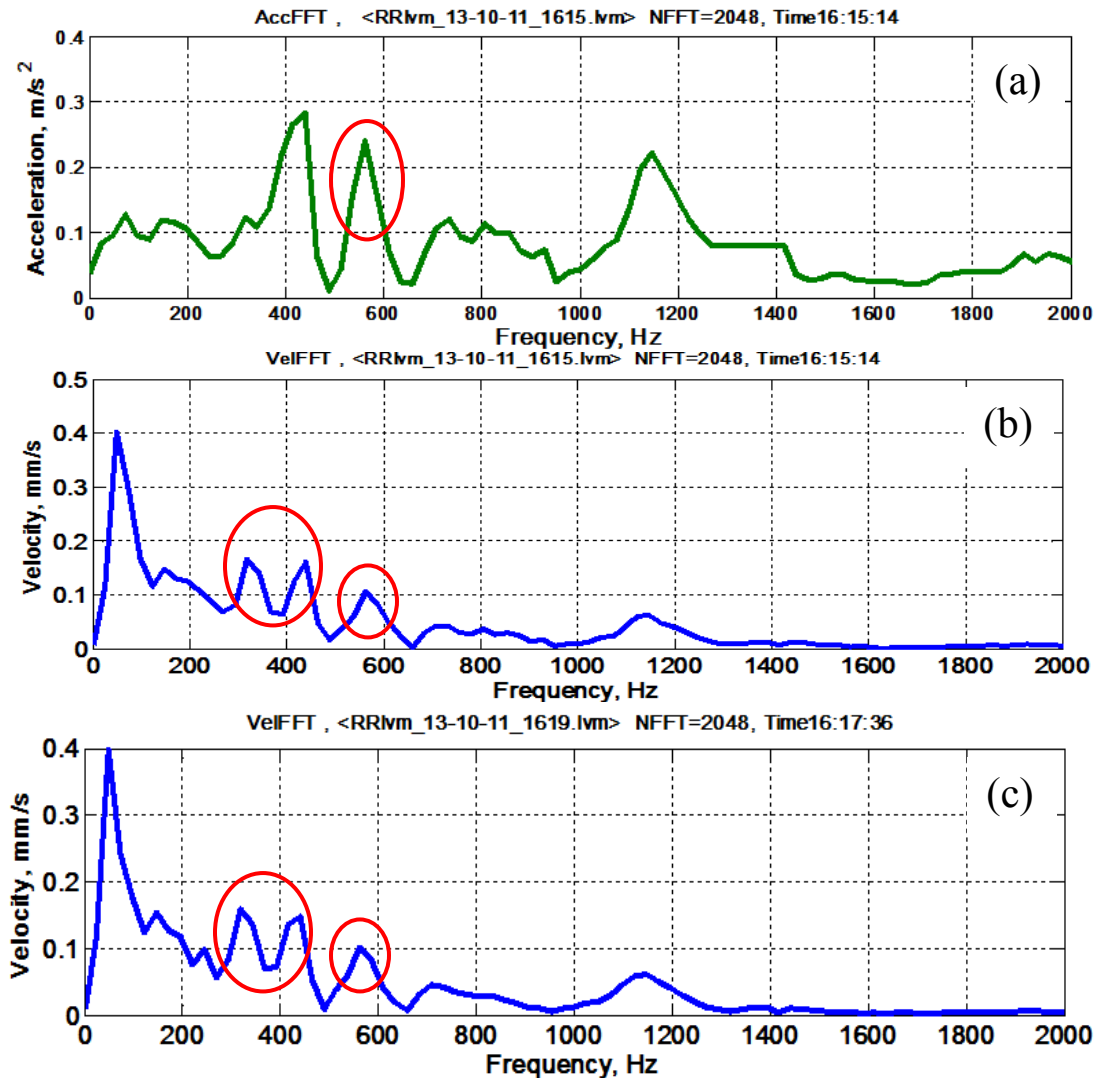 AccFFT , <RRlvm_13-10-11_1615.lvm> NFFT=2048, Time16:15:14
0.4
0.3
0.2
0.1
0
Acceleration, m/s²
(a)
0 200 400 600 800 1000 1200 1400 1600 1800 2000
Frequency, Hz
VelFFT , <RRlvm_13-10-11_1615.lvm> NFFT=2048, Time16:15:14
0.5
0.4
0.3
0.2
0.1
0
Velocity, mm/s
(b)
0 200 400 600 800 1000 1200 1400 1600 1800 2000
Frequency, Hz
VelFFT , <RRlvm_13-10-11_1619.lvm> NFFT=2048, Time16:17:36
0.4
0.3
0.2
0.1
0
Velocity, mm/s
(c)
0 200 400 600 800 1000 1200 1400 1600 1800 2000
Frequency, Hz